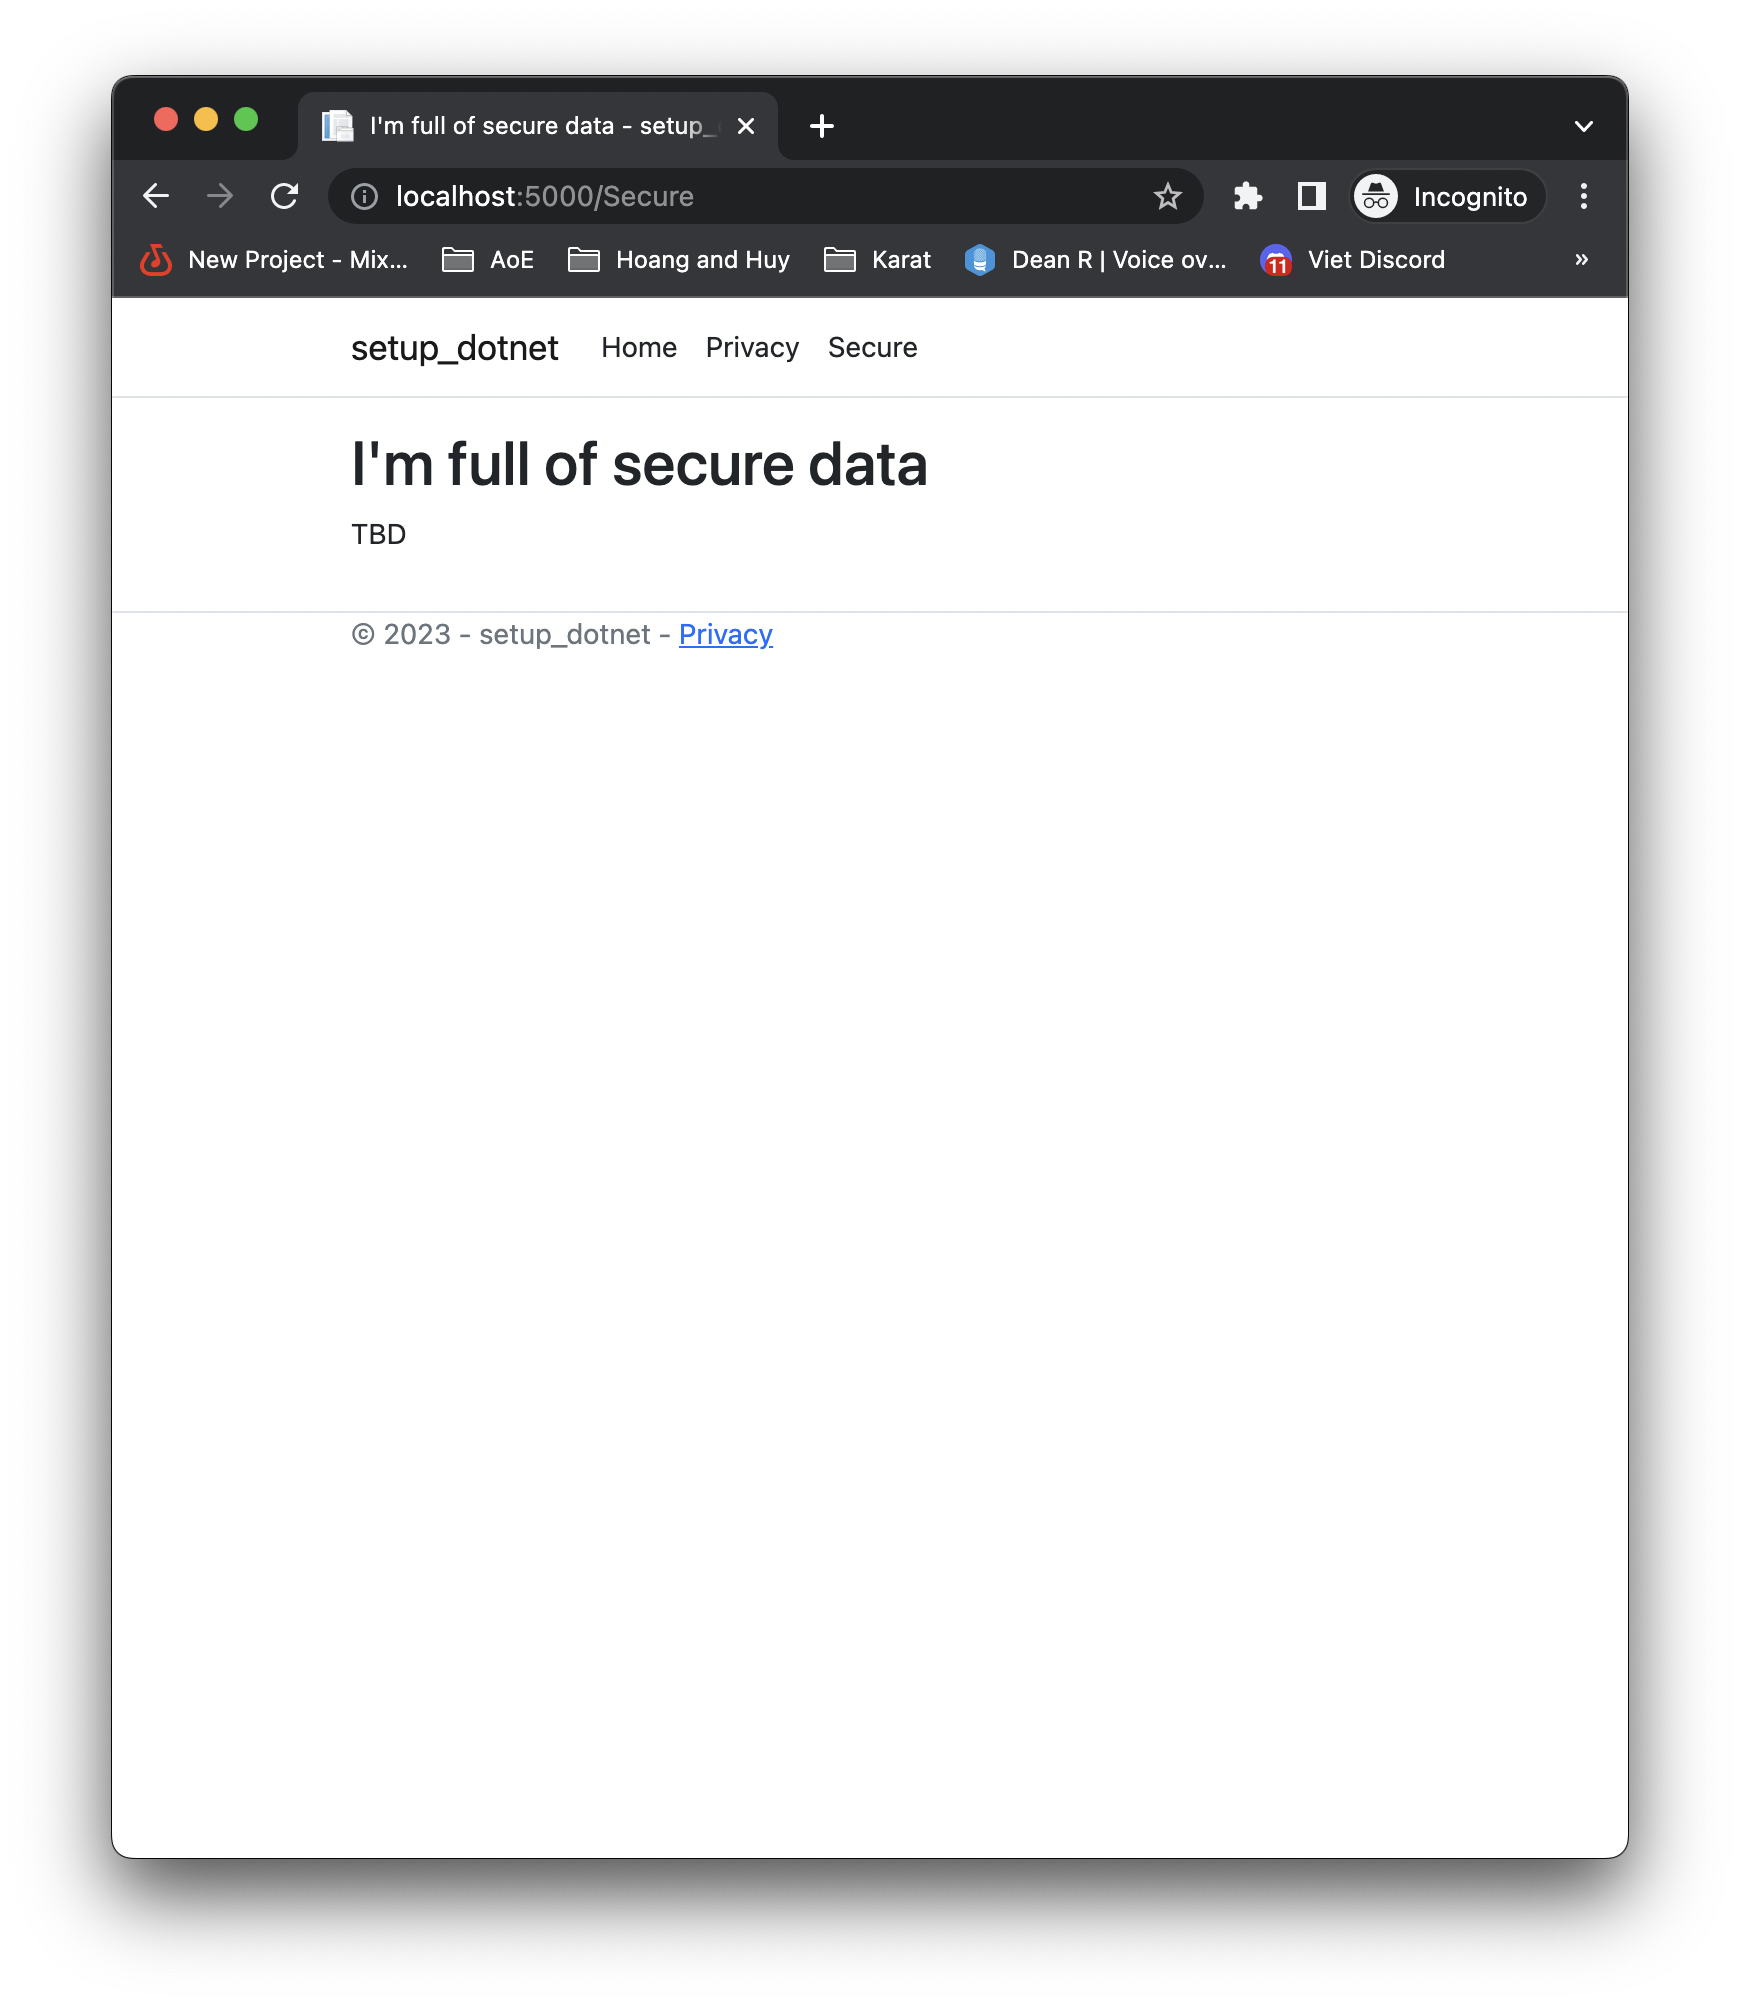 I'm full of secure data - setup_
localhost:5000/Secure
Incognito
New Project - Mix... AoE Hoang and Huy Karat Dean R | Voice ov... 11 Viet Discord »
setup_dotnet Home Privacy Secure
I'm full of secure data
TBD
© 2023 - setup_dotnet - Privacy